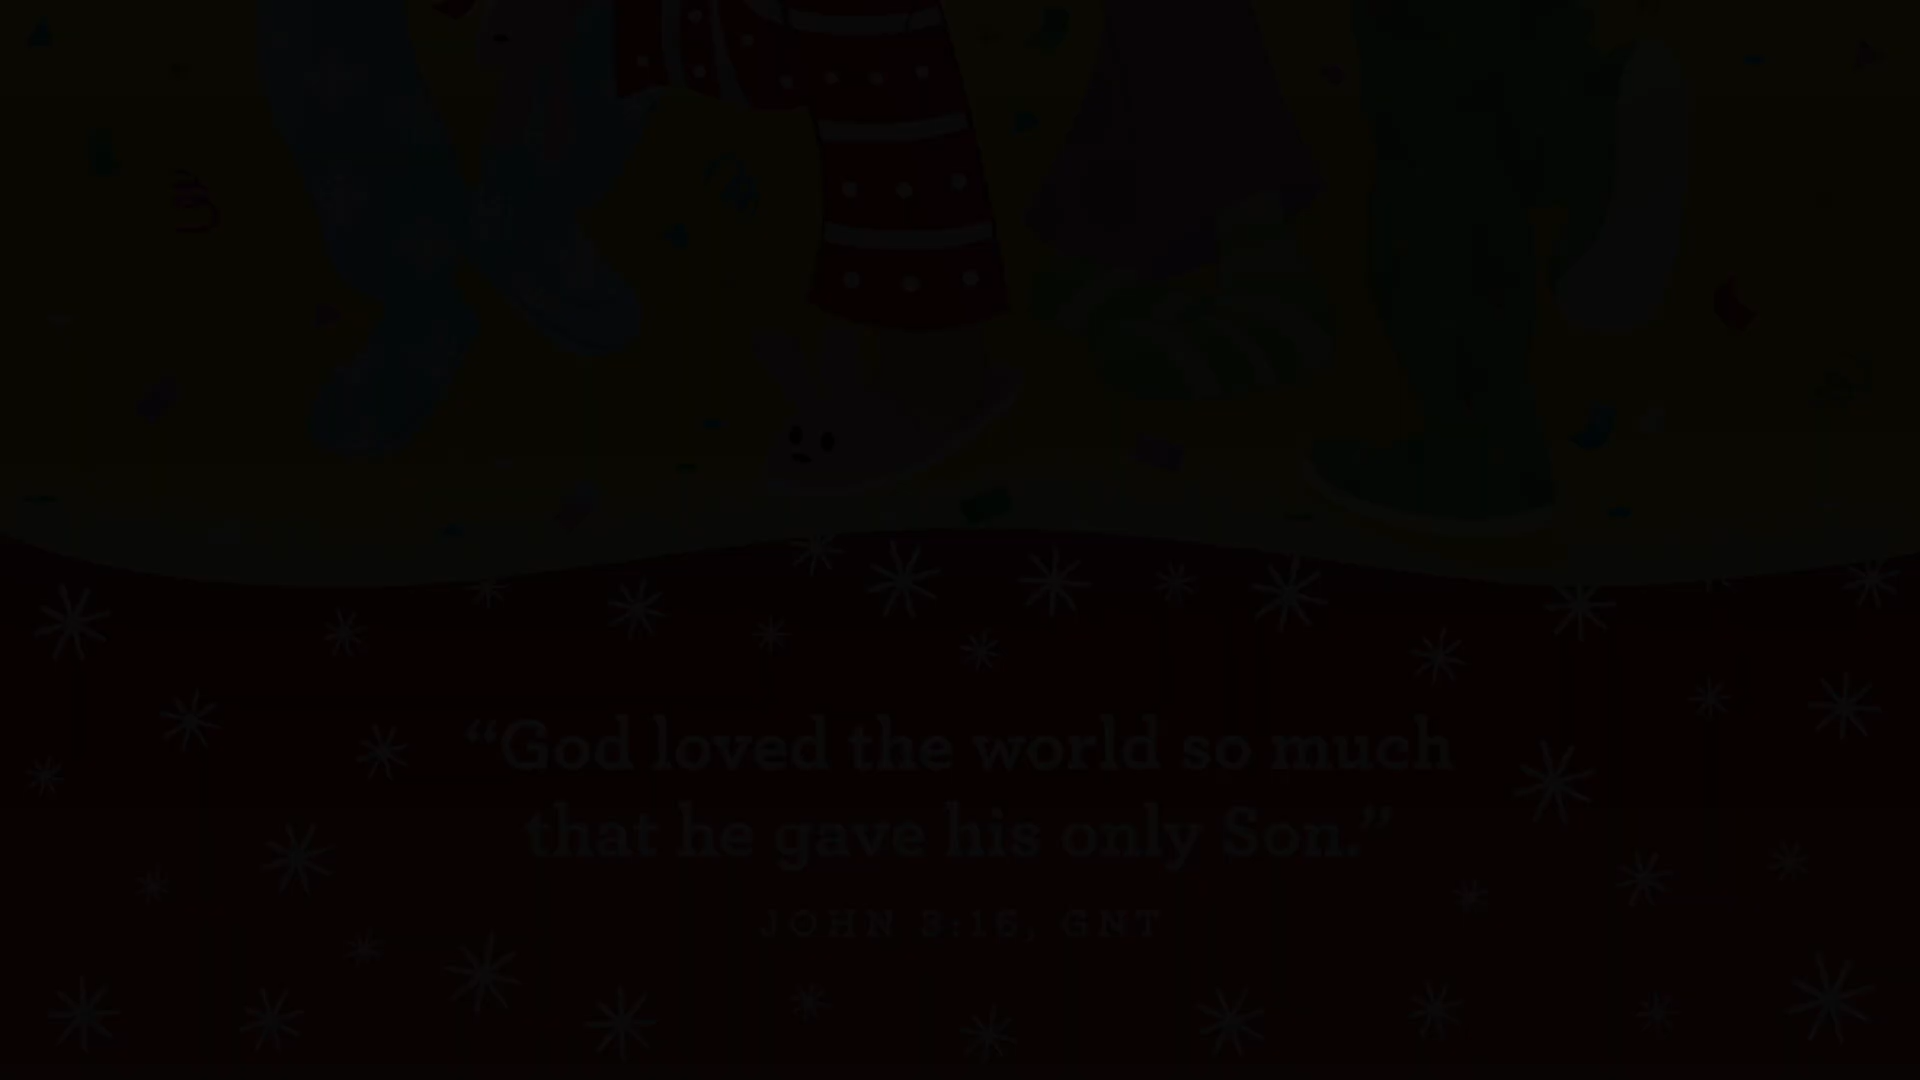 “God loved the world so much
that he gave his only Son.”
JOHN 3:16, GNT